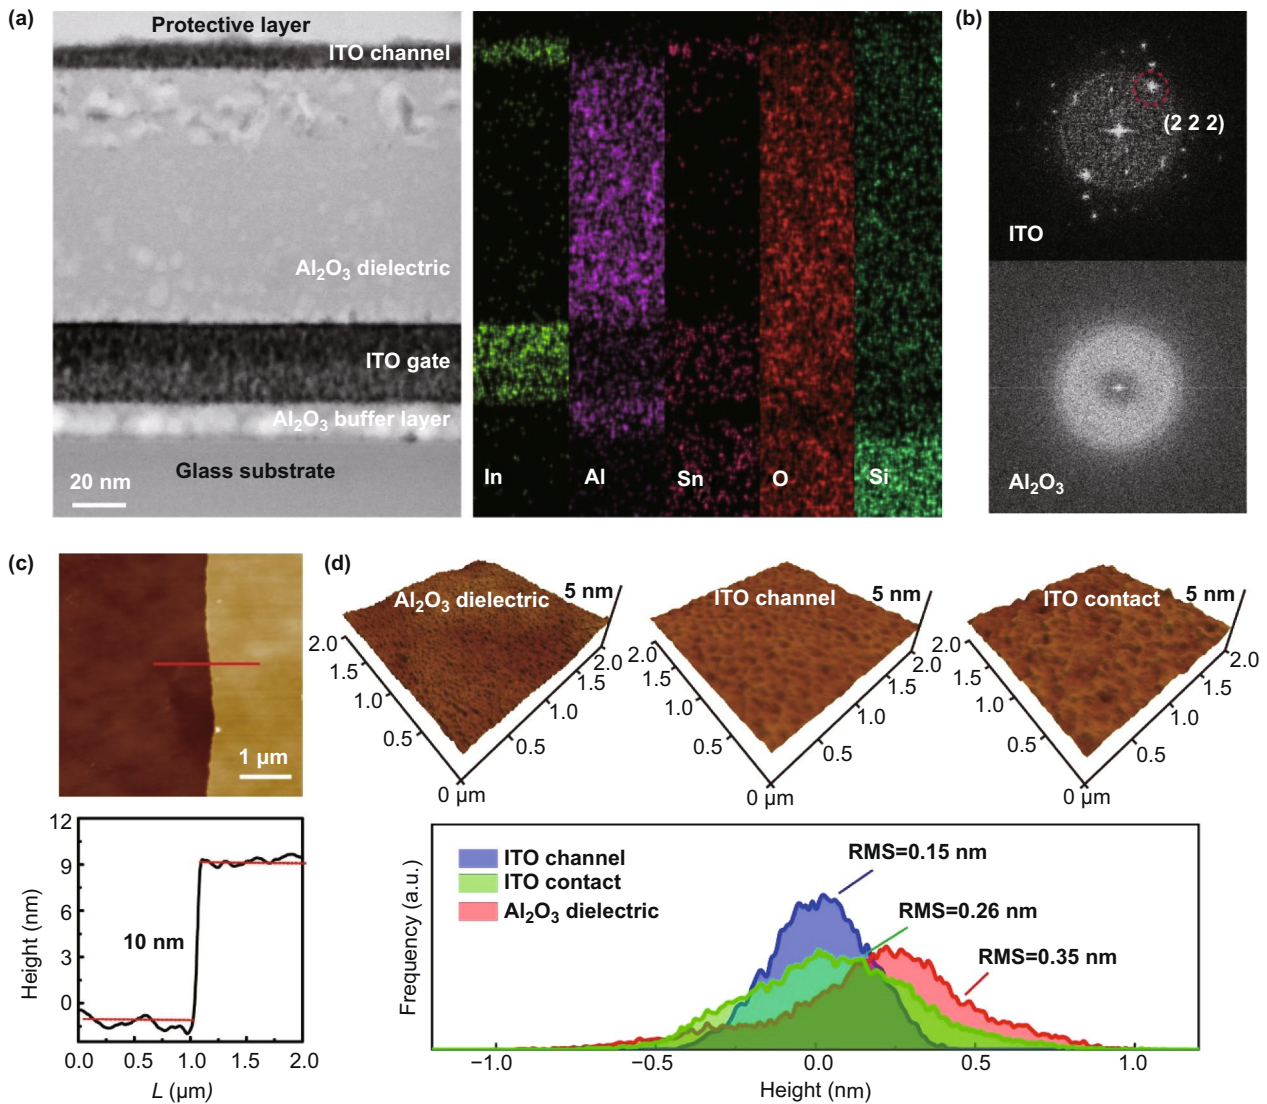 (a)
Protective layer
ITO channel
Al₂O₃ dielectric
ITO gate
Al₂O₃ buffer layer
Glass substrate
20 nm
In
Al
Sn
O
Si
(b)
(2 2 2)
ITO
Al₂O₃
(c)
1 μm
12
9
6
3
0
Height (nm)
10 nm
0.0
0.5
1.0
1.5
2.0
L (μm)
(d)
Al₂O₃ dielectric
5 nm
2.0
1.5
1.0
0.5
0 μm
0.5
1.0
1.5
2.0
ITO channel
5 nm
2.0
1.5
1.0
0.5
0 μm
0.5
1.0
1.5
2.0
ITO contact
5 nm
2.0
1.5
1.0
0.5
0 μm
0.5
1.0
1.5
2.0
Frequency (a.u.)
ITO channel
ITO contact
Al₂O₃ dielectric
RMS=0.15 nm
RMS=0.26 nm
RMS=0.35 nm
−1.0
−0.5
0.0
0.5
1.0
Height (nm)